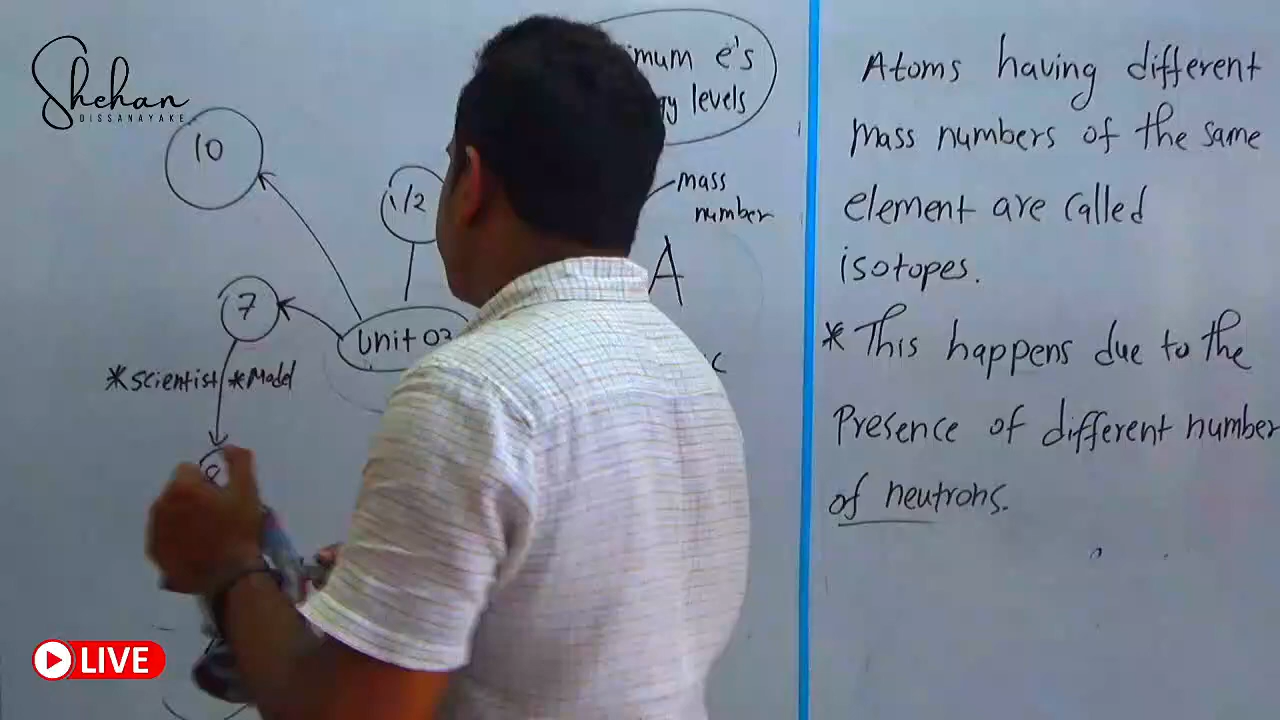 Shehan
DISSANAYAKE
10
1/2
7
Unit 03
*scientist/*Model
e's
levels
mass
number
A
Atoms having different
mass numbers of the same
element are called
isotopes.
* This happens due to the
Presence of different number
of neutrons.
LIVE